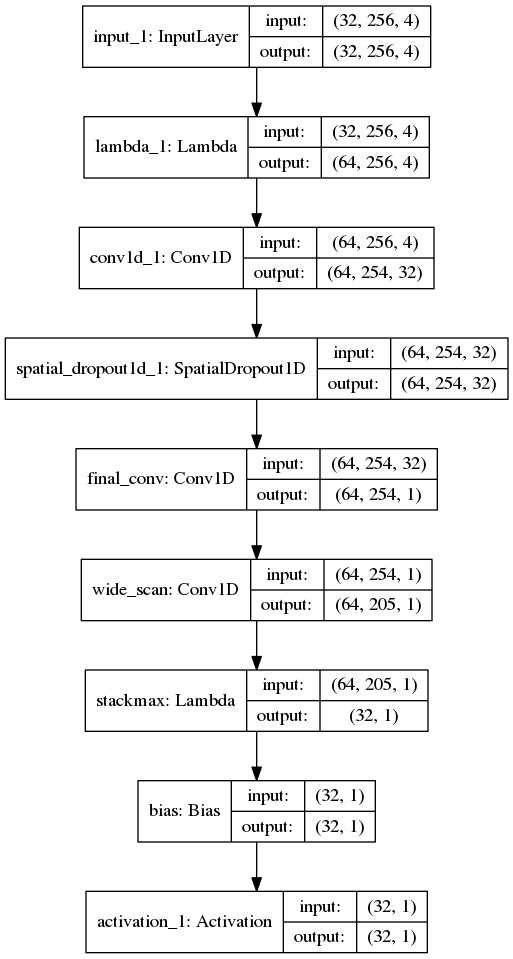 input_1: InputLayer
input: (32, 256, 4)
output: (32, 256, 4)
lambda_1: Lambda
input: (32, 256, 4)
output: (64, 256, 4)
conv1d_1: Conv1D
input: (64, 256, 4)
output: (64, 254, 32)
spatial_dropout1d_1: SpatialDropout1D
input: (64, 254, 32)
output: (64, 254, 32)
final_conv: Conv1D
input: (64, 254, 32)
output: (64, 254, 1)
wide_scan: Conv1D
input: (64, 254, 1)
output: (64, 205, 1)
stackmax: Lambda
input: (64, 205, 1)
output: (32, 1)
bias: Bias
input: (32, 1)
output: (32, 1)
activation_1: Activation
input: (32, 1)
output: (32, 1)